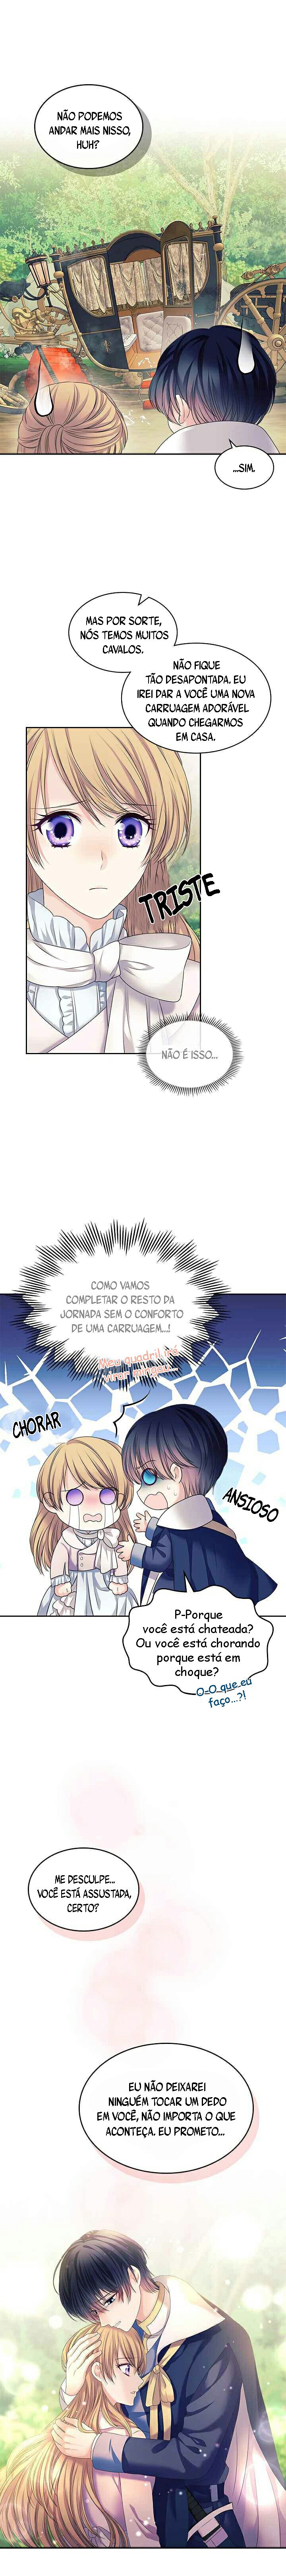 NÃO PODEMOS
ANDAR MAIS NISSO,
HUH?
...SIM.
MAS POR SORTE,
NÓS TEMOS MUITOS
CAVALOS.
NÃO FIQUE
TÃO DESAPONTADA. EU
IREI DAR A VOCÊ UMA NOVA
CARRUAGEM ADORÁVEL
QUANDO CHEGARMOS
EM CASA.
TRISTE
NÃO É ISSO...
COMO VAMOS
COMPLETAR O RESTO DA
JORNADA SEM O CONFORTO
DE UMA CARRUAGEM...!
Meu quadril vai
virar
CHORAR
ANSIOSO
P-Porque
você está chateada?
Ou você está chorando
porque está em
choque?
O-O que eu
faço...?!
ME DESCULPE...
VOCÊ ESTÁ ASSUSTADA,
CERTO?
EU NÃO DEIXAREI
NINGUÉM TOCAR UM DEDO
EM VOCÊ, NÃO IMPORTA O QUE
ACONTEÇA. EU PROMETO...